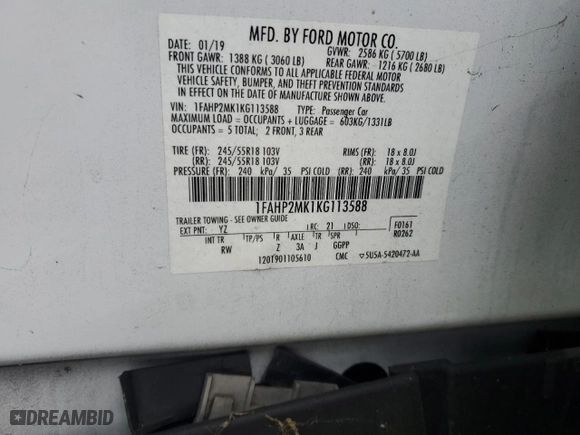 MFD. BY FORD MOTOR CO.
DATE: 01/19 GVWR: 2586 KG ( 5700 LB)
FRONT GAWR: 1388 KG ( 3060 LB) REAR GAWR: 1216 KG ( 2680 LB)
THIS VEHICLE CONFORMS TO ALL APPLICABLE FEDERAL MOTOR
VEHICLE SAFETY, BUMPER, AND THEFT PREVENTION STANDARDS
IN EFFECT ON THE DATE OF MANUFACTURE SHOWN ABOVE.
VIN: 1FAHP2MK1KG113588 TYPE: Passenger Car
MAXIMUM LOAD = OCCUPANTS + LUGGAGE = 603KG/1331LB
OCCUPANTS = 5 TOTAL; 2 FRONT, 3 REAR
TIRE (FR): 245/55R18 103V RIMS (FR): 18 x 8.0J
(RR): 245/55R18 103V (RR): 18 x 8.0J
PRESSURE (FR) 240 kPa/ 35 PSI COLD (RR) 240 kPa/ 35 PSI COLD
1FAHP2MK1KG113588
TRAILER TOWING - SEE OWNER GUIDE
EXT PNT: YZ RC: 21 DSO: F0161
INT TR TP/PS R AXLE TR SPR R0262
RW Z 3A J GGPP
1201901105610 CMC ▽5U5A-5420472-AA
DREAMBID